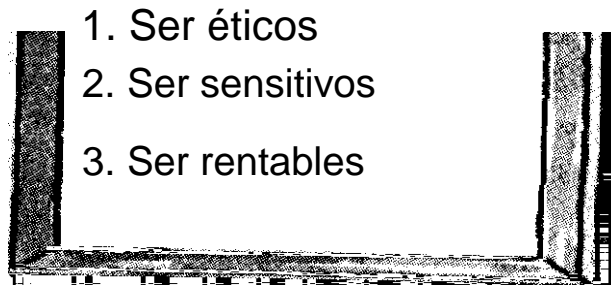 1. Ser éticos
2. Ser sensitivos
3. Ser rentables